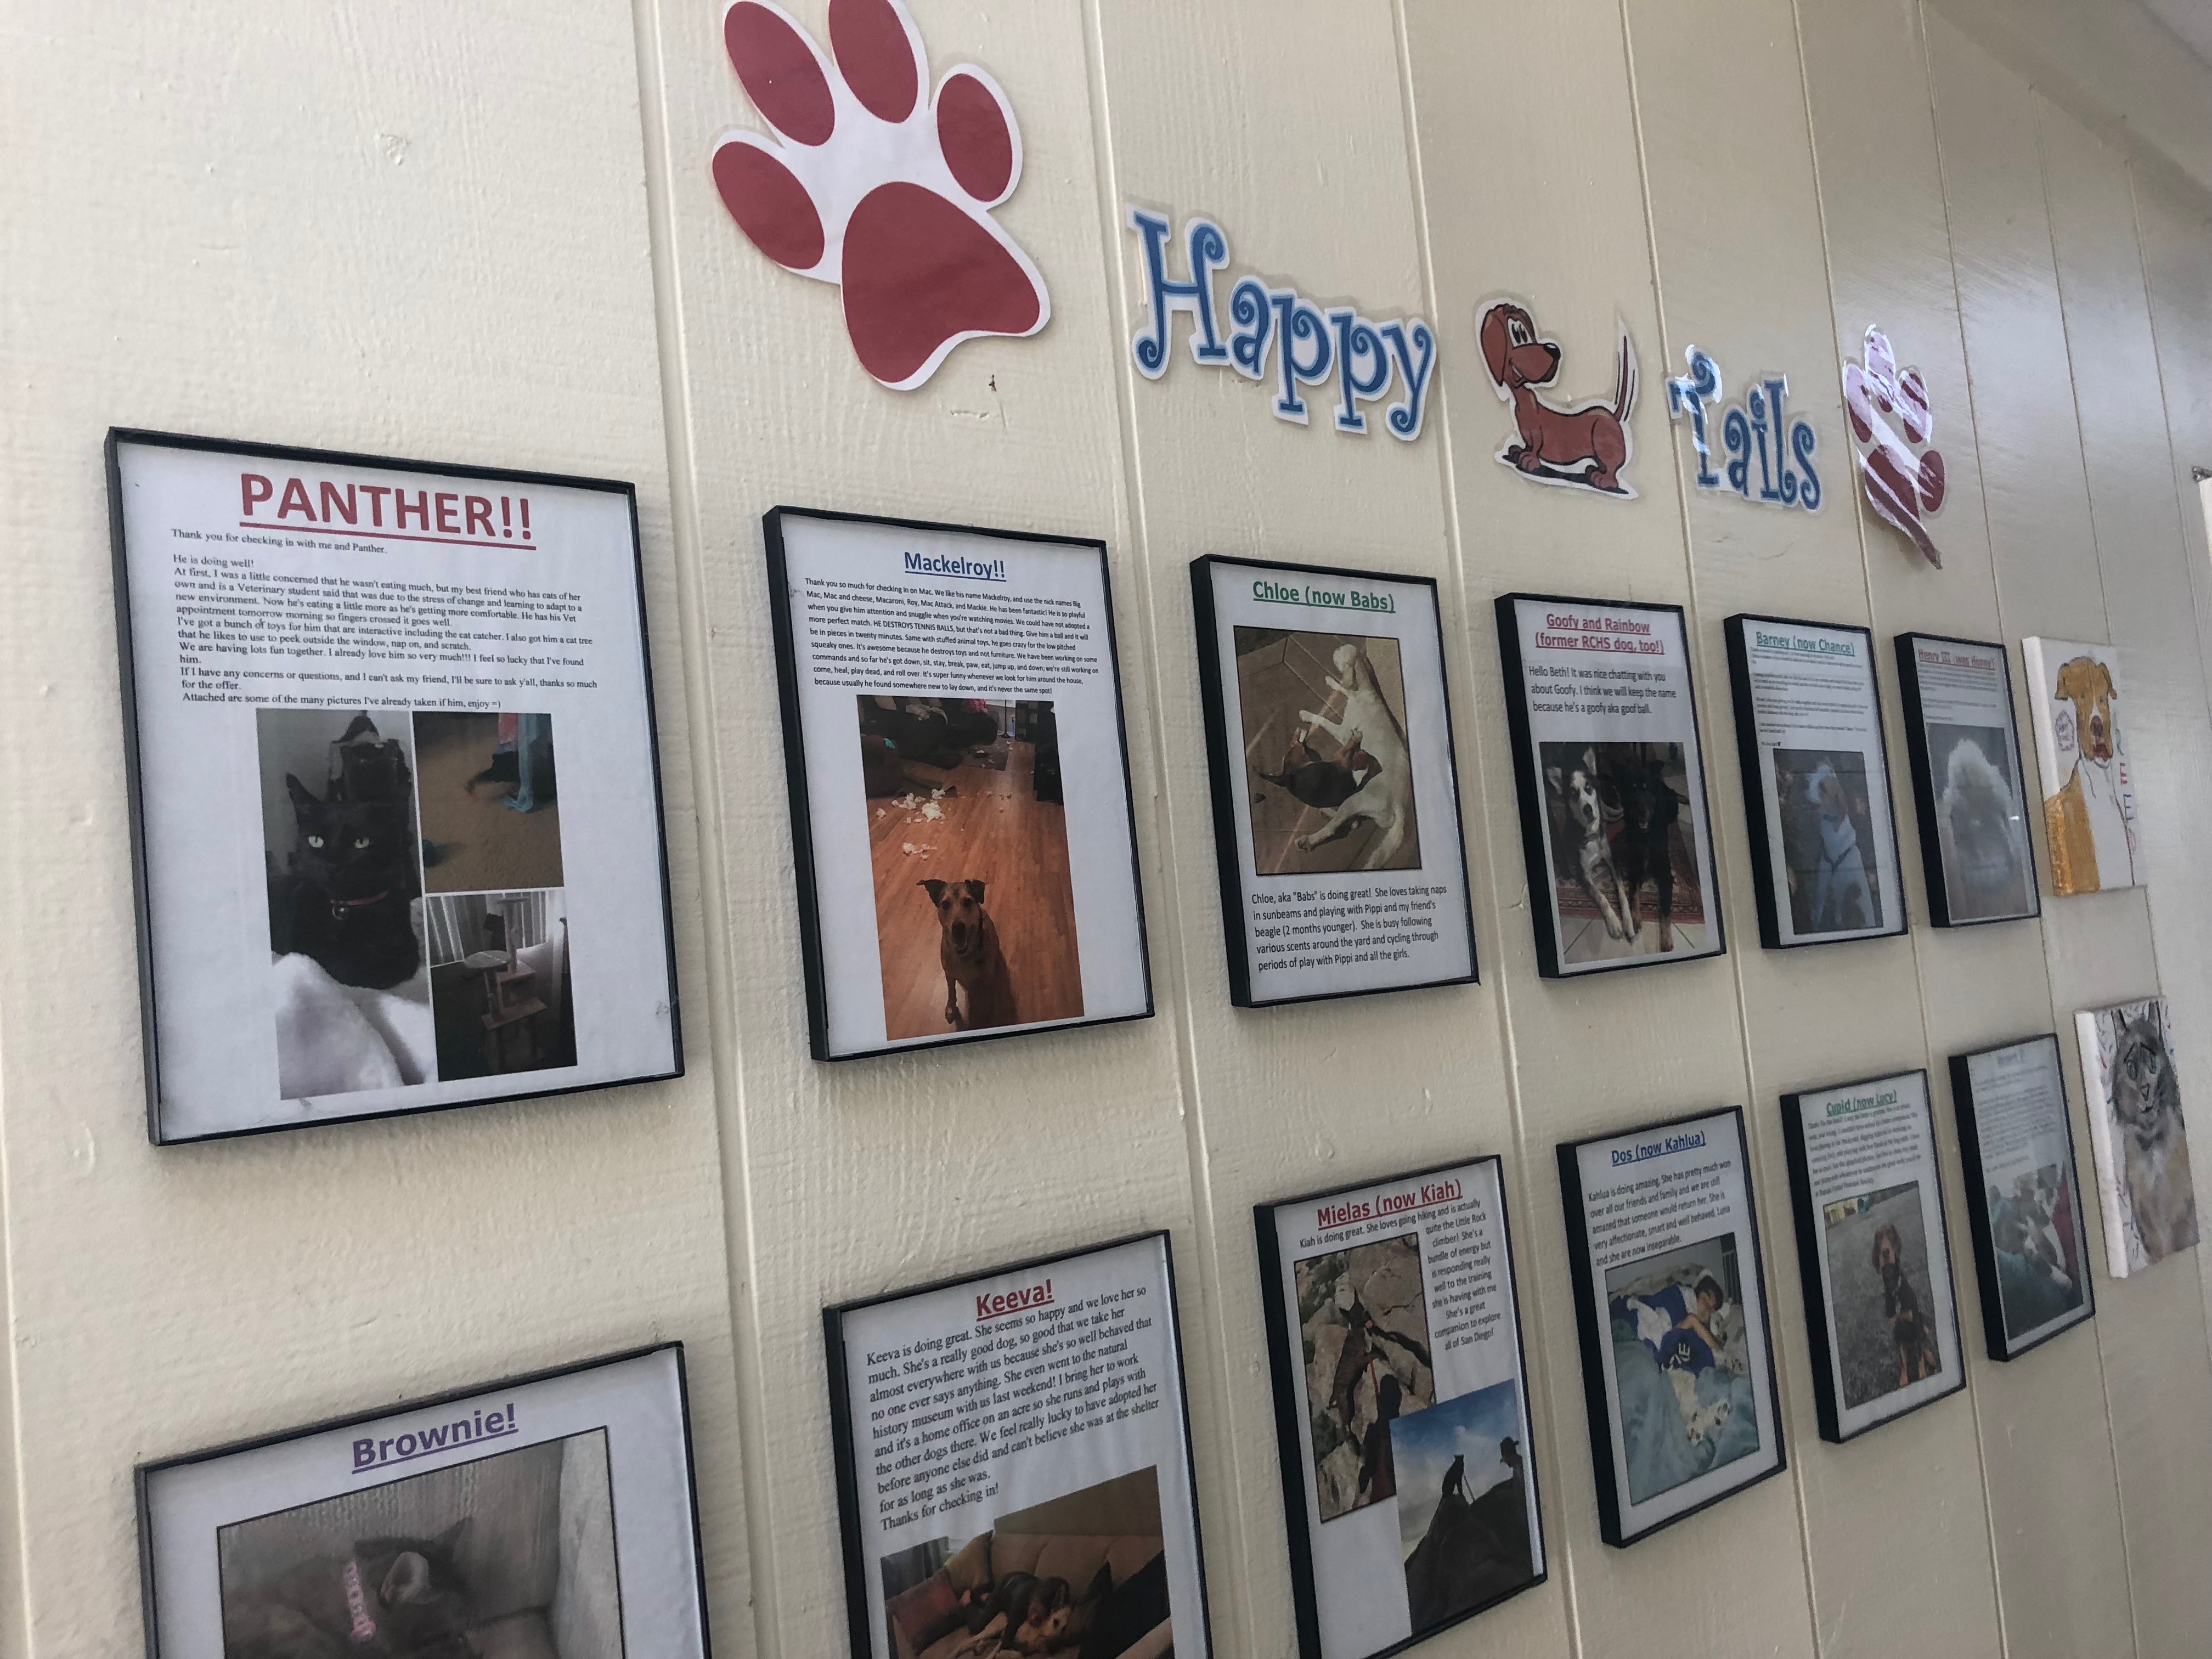 Happy Tails
PANTHER!!
Thank you for checking in with me and Panther.
He is doing well!
At first, I was a little concerned that he wasn't eating much, but my best friend who has cats of her
own and is a Veterinary student said that was due to the stress of change and learning to adapt to a
new environment. Now he's eating a little more as he's getting more comfortable. He has his Vet
appointment tomorrow morning so fingers crossed it goes well.
I've got a bunch of toys for him that are interactive including the cat catcher. I also got him a cat tree
that he likes to use to peek outside the window, nap on, and scratch.
We are having lots fun together. I already love him so very much!!! I feel so lucky that I've found
him.
If I have any concerns or questions, and I can't ask my friend, I'll be sure to ask y'all, thanks so much
for the offer.
Attached are some of the many pictures I've already taken if him, enjoy =)
Mackelroy!!
Thank you so much for checking in on Mac. We like his name Mackelroy, and use the nick names Big
Mac, Mac and cheese, Macaroni, Roy, Mac Attack, and Mackie. He has been fantastic! He is so playful
when you give him attention and snugglie when you're watching movies. We could have not adopted a
more perfect match. HE DESTROYS TENNIS BALLS, but that's not a bad thing. Give him a ball and it will
be in pieces in twenty minutes. Same with stuffed animal toys, he goes crazy for the low pitched
squeaky ones. It's awesome because he destroys toys and not furniture. We have been working on some
commands and so far he's got down, sit, stay, break, paw, eat, jump up, and down; we're still working on
come, heal, play dead, and roll over. It's super funny whenever we look for him around the house,
because usually he found somewhere new to lay down, and it's never the same spot!
Chloe (now Babs)
Chloe, aka "Babs" is doing great! She loves taking naps
in sunbeams and playing with Pippi and my friend's
beagle (2 months younger). She is busy following
various scents around the yard and cycling through
periods of play with Pippi and all the girls.
Goofy and Rainbow
(former RCHS dog, too!)
Hello Beth! It was nice chatting with you
about Goofy. I think we will keep the name
because he's a goofy aka goof ball.
Barney (now Chance)
Henry III (was Honey)
Brownie!
Keeva!
Keeva is doing great. She seems so happy and we love her so
much. She's a really good dog, so good that we take her
almost everywhere with us because she's so well behaved that
no one ever says anything. She even went to the natural
history museum with us last weekend! I bring her to work
and it's a home office on an acre so she runs and plays with
the other dogs there. We feel really lucky to have adopted her
before anyone else did and can't believe she was at the shelter
for as long as she was.
Thanks for checking in!
Mielas (now Kiah)
Kiah is doing great. She loves going hiking and is actually
quite the Little Rock
climber! She's a
bundle of energy but
is responding really
well to the training
she is having with me
She's a great
companion to explore
all of San Diego!
Dos (now Kahlua)
Kahlua is doing amazing. She has pretty much won
over all our friends and family and we are still
amazed that someone would return her. She is
very affectionate, smart and well behaved. Luna
and she are now inseparable.
Cupid (now Lucy)